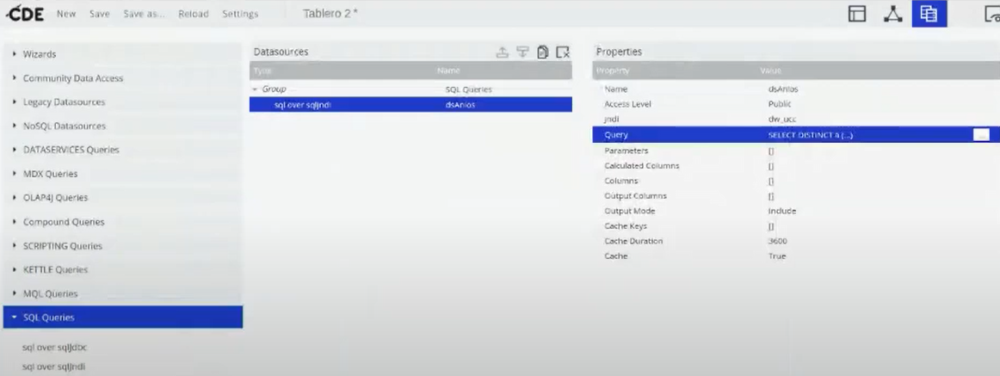 CDE New Save Save as... Reload Settings Tablero 2 *
Wizards
Community Data Access
Legacy Datasources
NoSQL Datasources
DATASERVICES Queries
MDX Queries
OLAP4J Queries
Compound Queries
SCRIPTING Queries
KETTLE Queries
MQL Queries
SQL Queries
sql over sqlJdbc
sql over sqlJndi
Datasources
Type Name
Group SQL Queries
sql over sqlJndi dsAnios
Properties
Property Value
Name dsAnios
Access Level Public
Jndi dw_ucc
Query SELECT DISTINCT a (...) ...
Parameters []
Calculated Columns []
Columns []
Output Columns []
Output Mode Include
Cache Keys []
Cache Duration 3600
Cache True